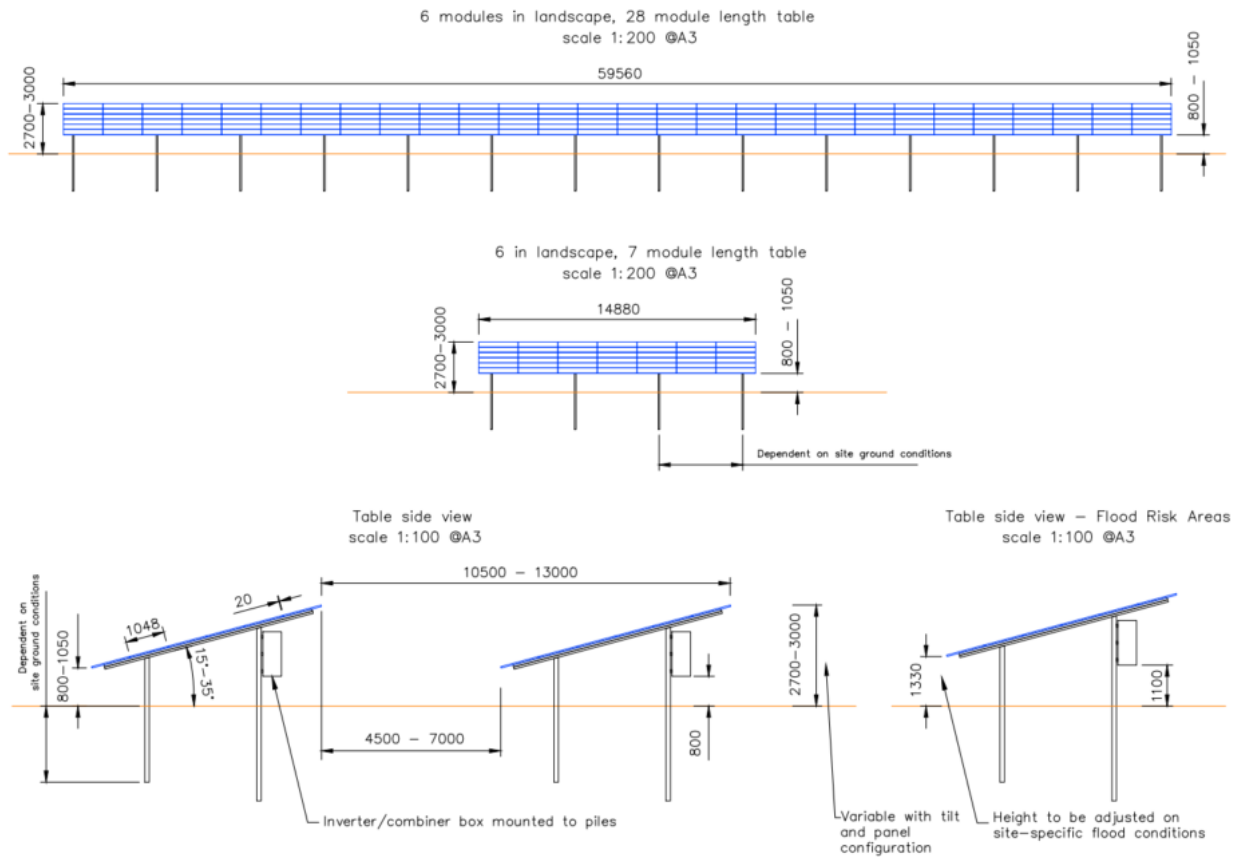 6 modules in landscape, 28 module length table
scale 1:200 @A3
59560
2700-3000
800 - 1050
6 in landscape, 7 module length table
scale 1:200 @A3
14880
2700-3000
800 - 1050
Dependent on site ground conditions
Table side view
scale 1:100 @A3
Table side view - Flood Risk Areas
scale 1:100 @A3
Dependent on
site ground conditions
800-1050
1048
20
15°-35°
10500 - 13000
4500 - 7000
800
2700-3000
1330
1100
Inverter/combiner box mounted to piles
Variable with tilt
and panel
configuration
Height to be adjusted on
site-specific flood conditions